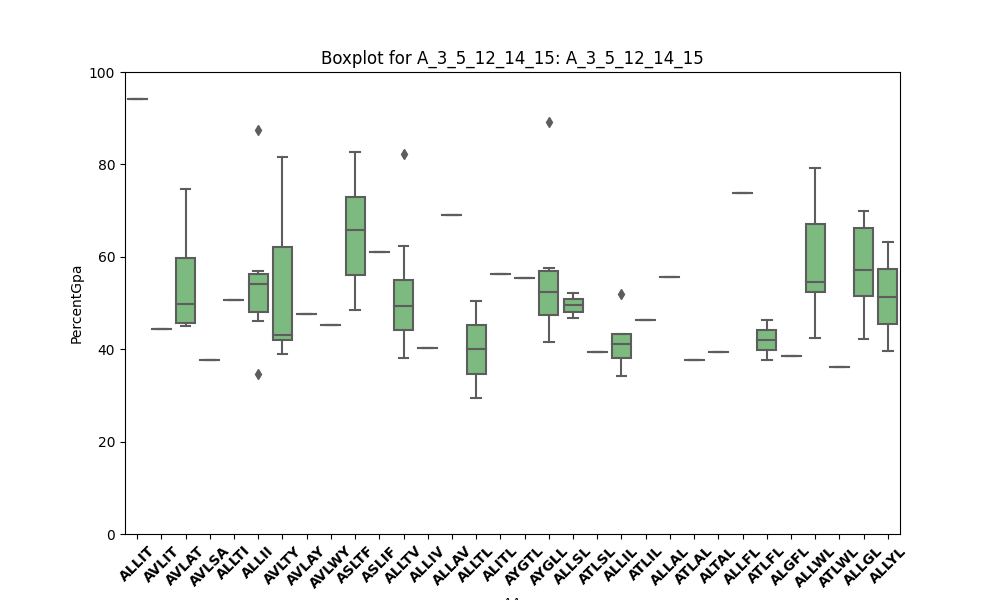 Boxplot for A_3_5_12_14_15: A_3_5_12_14_15
100
80
60
40
20
0
PercentGpa
ALLIT AVLIT AVLAT AVLSA ALLTI ALLII AVLTY AVLAY AVLWY ASLTF ASLIF ALLTV ALLIV ALLAV ALLTL ALITL AYGTL AYGLL ALLSL ATLSL ALLIL ATLIL ALLAL ATLAL ALTAL ALLFL ATLFL ALGFL ALLWL ATLWL ALLGL ALLYL